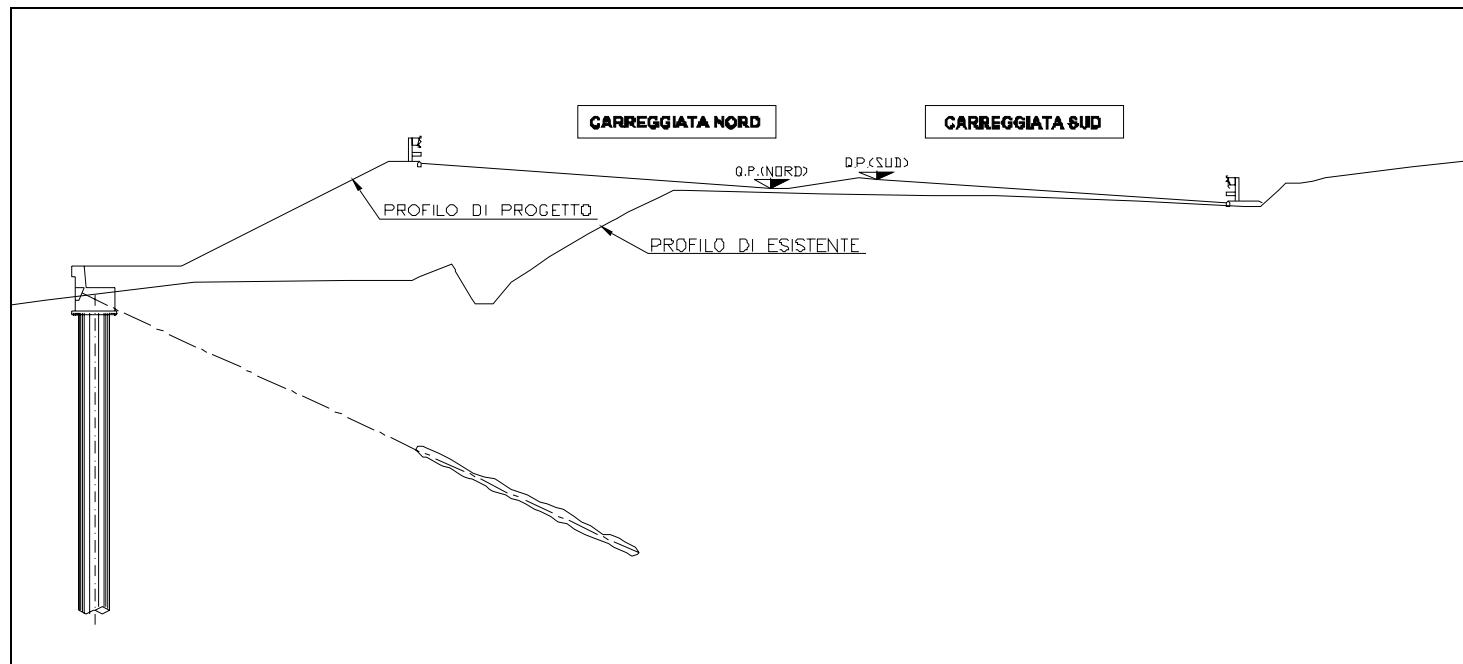 CARREGGIATA NORD
CARREGGIATA SUD
Q.P.(NORD)
Q.P.(SUD)
PROFILO DI PROGETTO
PROFILO DI ESISTENTE